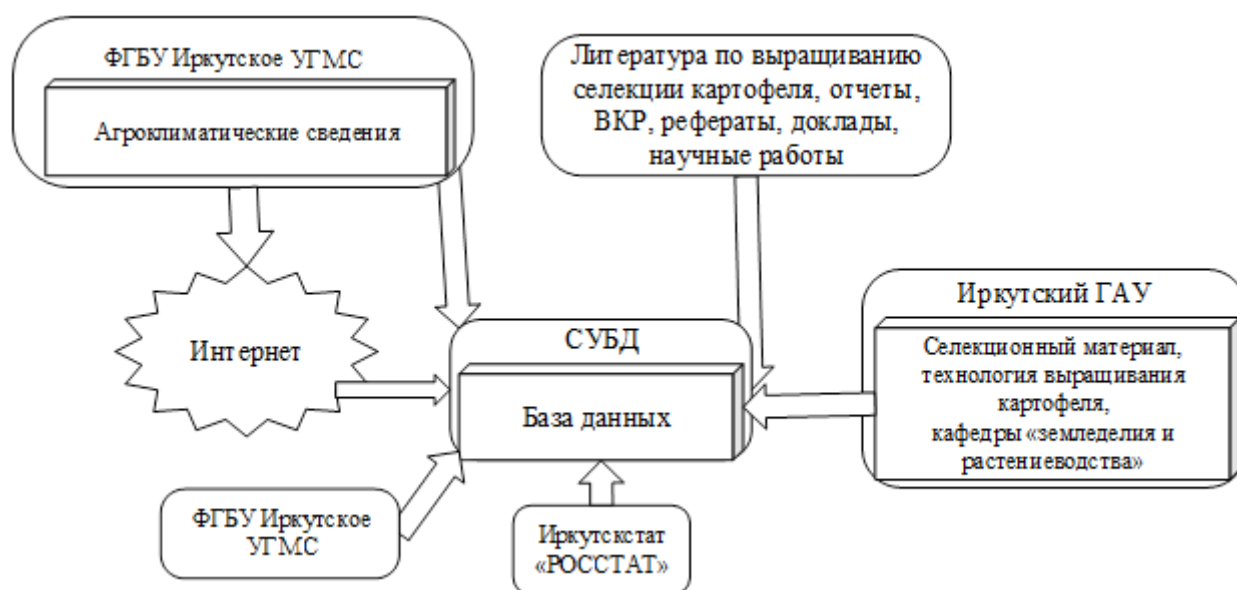 ФГБУ Иркутское УГМС
Агроклиматические сведения
Литература по выращиванию
селекции картофеля, отчеты,
ВКР, рефераты, доклады,
научные работы
Интернет
СУБД
База данных
Иркутский ГАУ
Селекционный материал,
технология выращивания
картофеля,
кафедры «земледелия и
растениеводства»
ФГБУ Иркутское
УГМС
Иркутскстат
«РОССТАТ»